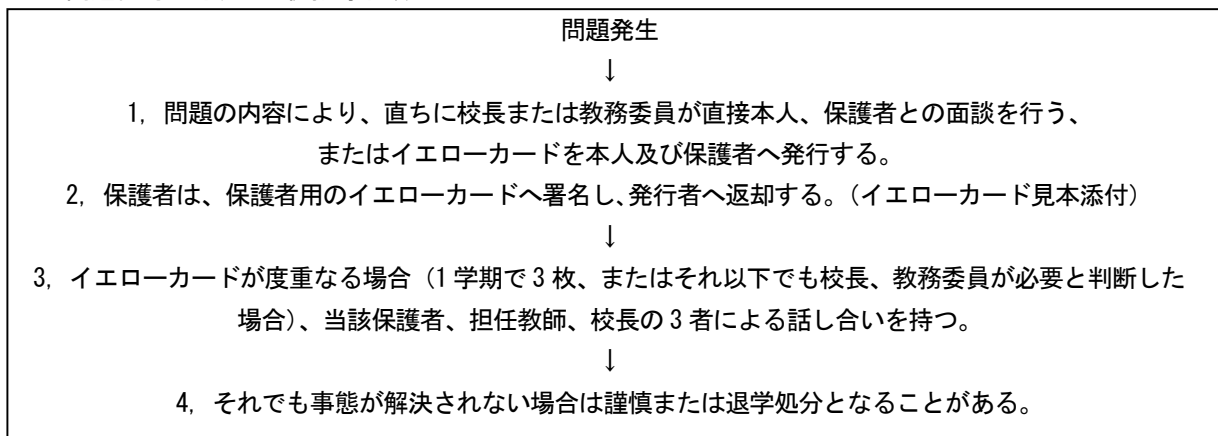 問題発生
↓
1, 問題の内容により、直ちに校長または教務委員が直接本人、保護者との面談を行う、
またはイエローカードを本人及び保護者へ発行する。
2, 保護者は、保護者用のイエローカードへ署名し、発行者へ返却する。（イエローカード見本添付）
↓
3, イエローカードが度重なる場合（1学期で3枚、またはそれ以下でも校長、教務委員が必要と判断した
場合）、当該保護者、担任教師、校長の3者による話し合いを持つ。
↓
4, それでも事態が解決されない場合は謹慎または退学処分となることがある。